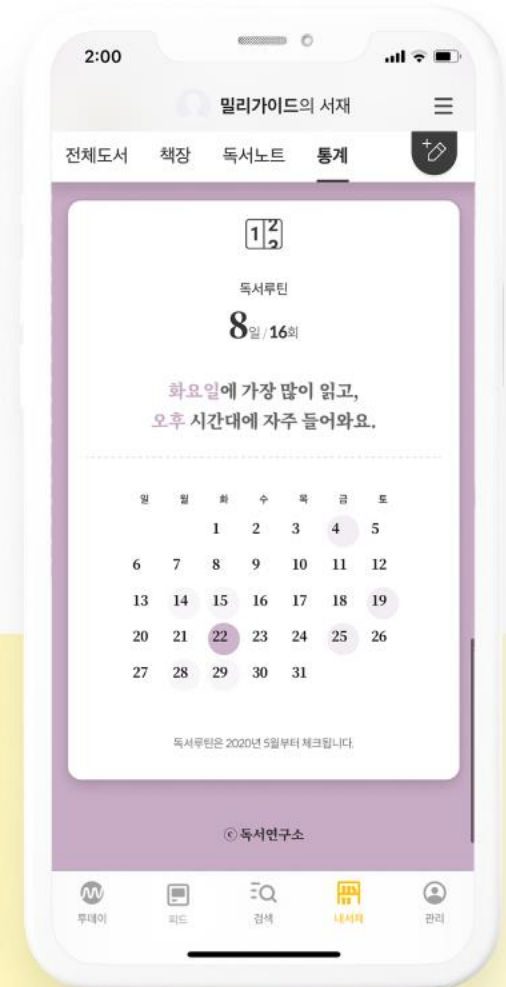 2:00
밀리가이드의 서재
전체도서 책장 독서노트 통계
1 2
2
독서루틴
8일 / 16회
화요일에 가장 많이 읽고,
오후 시간대에 자주 들어와요.
일 월 화 수 목 금 토
1 2 3 4 5
6 7 8 9 10 11 12
13 14 15 16 17 18 19
20 21 22 23 24 25 26
27 28 29 30 31
독서루틴은 2020년 5월부터 체크됩니다.
ⓒ 독서연구소
투데이 피드 검색 내서재 관리